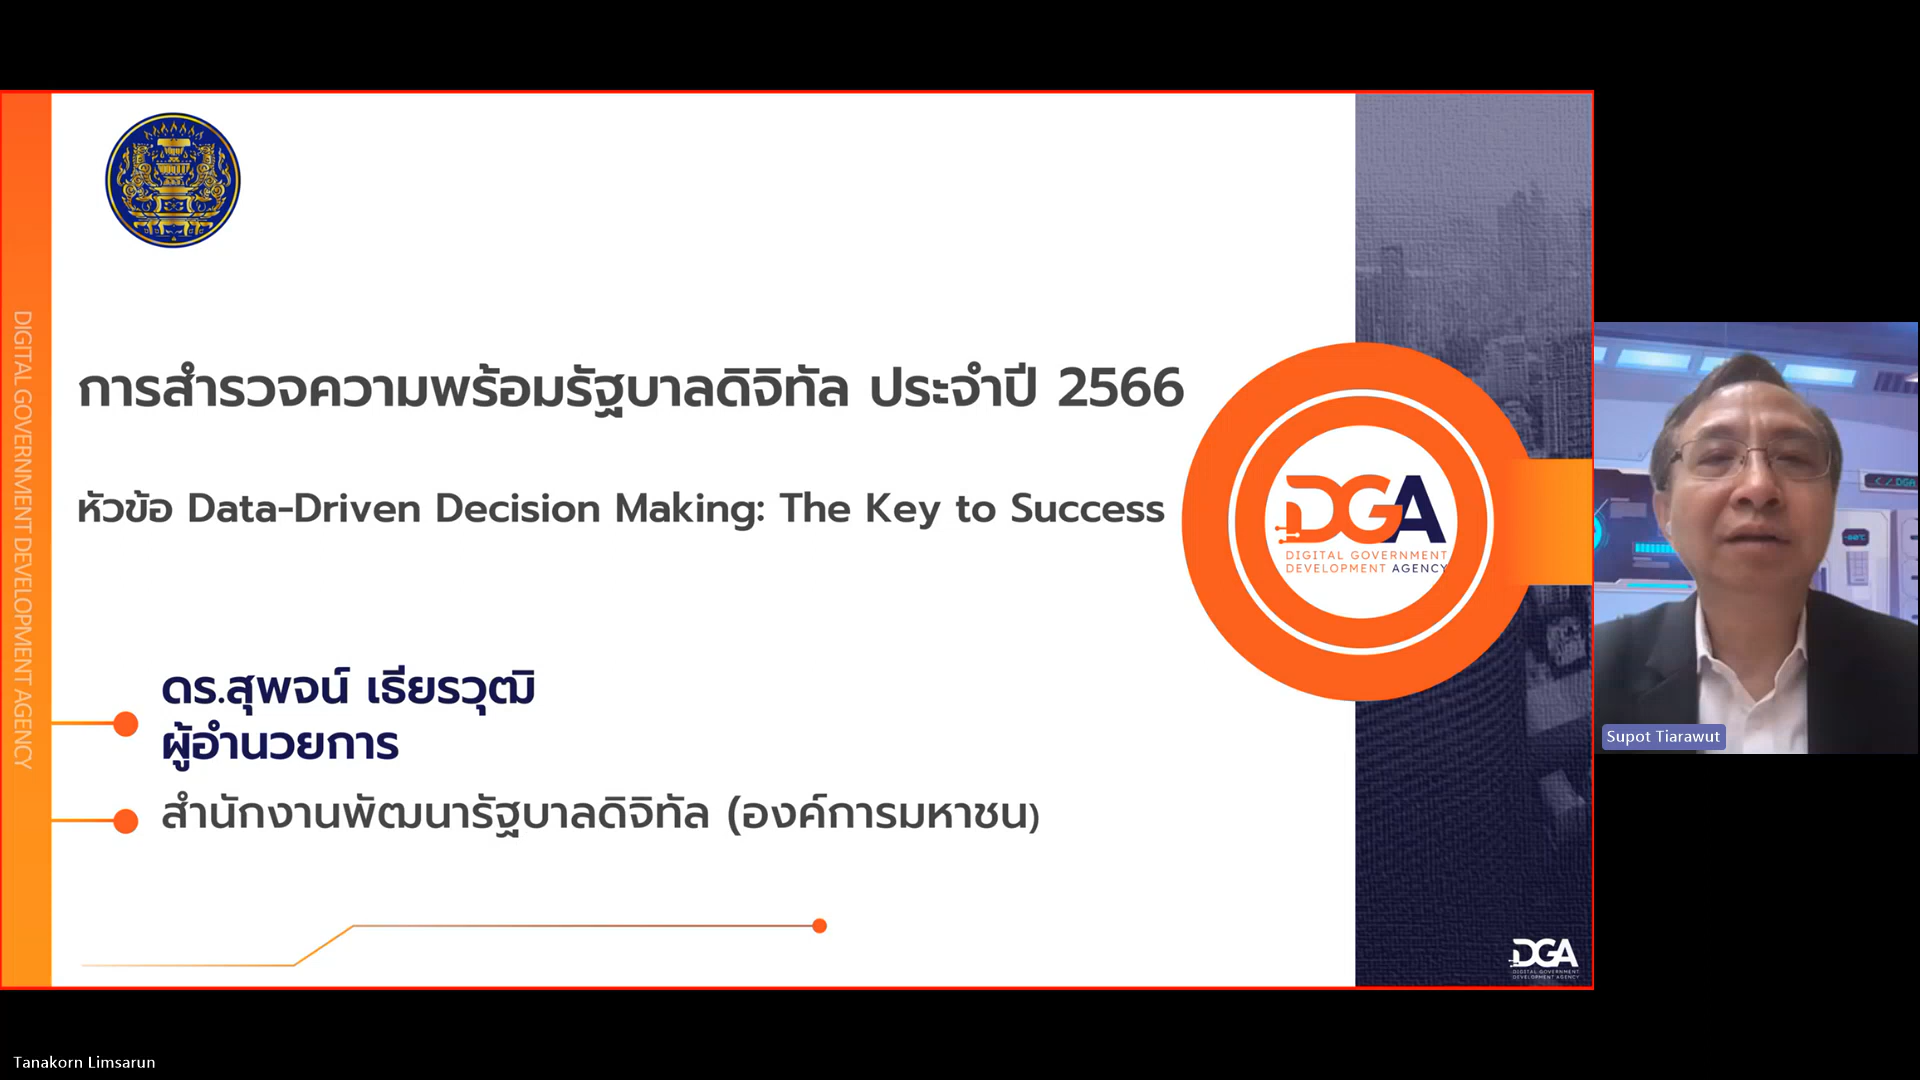 DIGITAL GOVERNMENT DEVELOPMENT AGENCY
การสำรวจความพร้อมรัฐบาลดิจิทัล ประจำปี 2566
หัวข้อ Data-Driven Decision Making: The Key to Success
DGA
DIGITAL GOVERNMENT
DEVELOPMENT AGENCY
ดร.สุพจน์ เธียรวุฒิ
ผู้อำนวยการ
สำนักงานพัฒนารัฐบาลดิจิทัล (องค์การมหาชน)
DGA
DIGITAL GOVERNMENT
DEVELOPMENT AGENCY
Supot Tiarawut
Tanakorn Limsarun